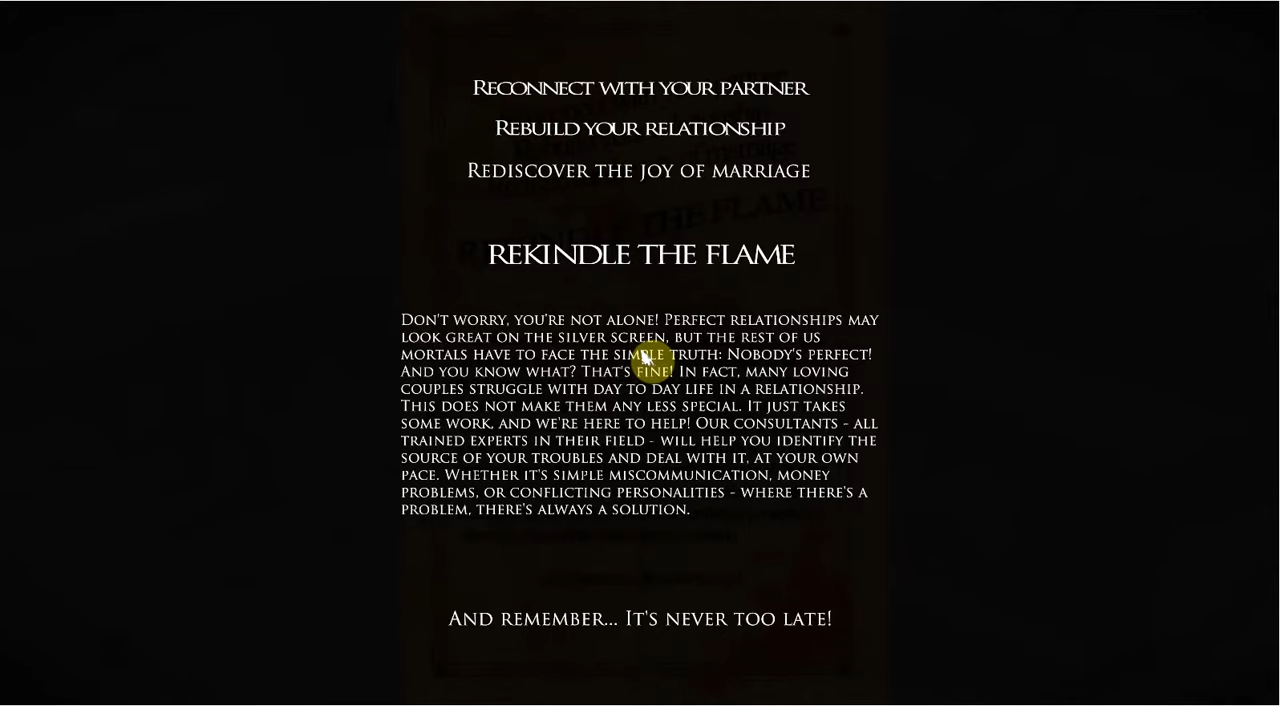 Reconnect with your partner
Rebuild your relationship
Rediscover the joy of marriage
REKINDLE THE FLAME
Don't worry, you're not alone! Perfect relationships may
look great on the silver screen, but the rest of us
mortals have to face the simple truth: Nobody's perfect!
And you know what? That's fine! In fact, many loving
couples struggle with day to day life in a relationship.
This does not make them any less special. It just takes
some work, and we're here to help! Our consultants - all
trained experts in their field - will help you identify the
source of your troubles and deal with it, at your own
pace. Whether it's simple miscommunication, money
problems, or conflicting personalities - where there's a
problem, there's always a solution.
And remember... It's never too late!